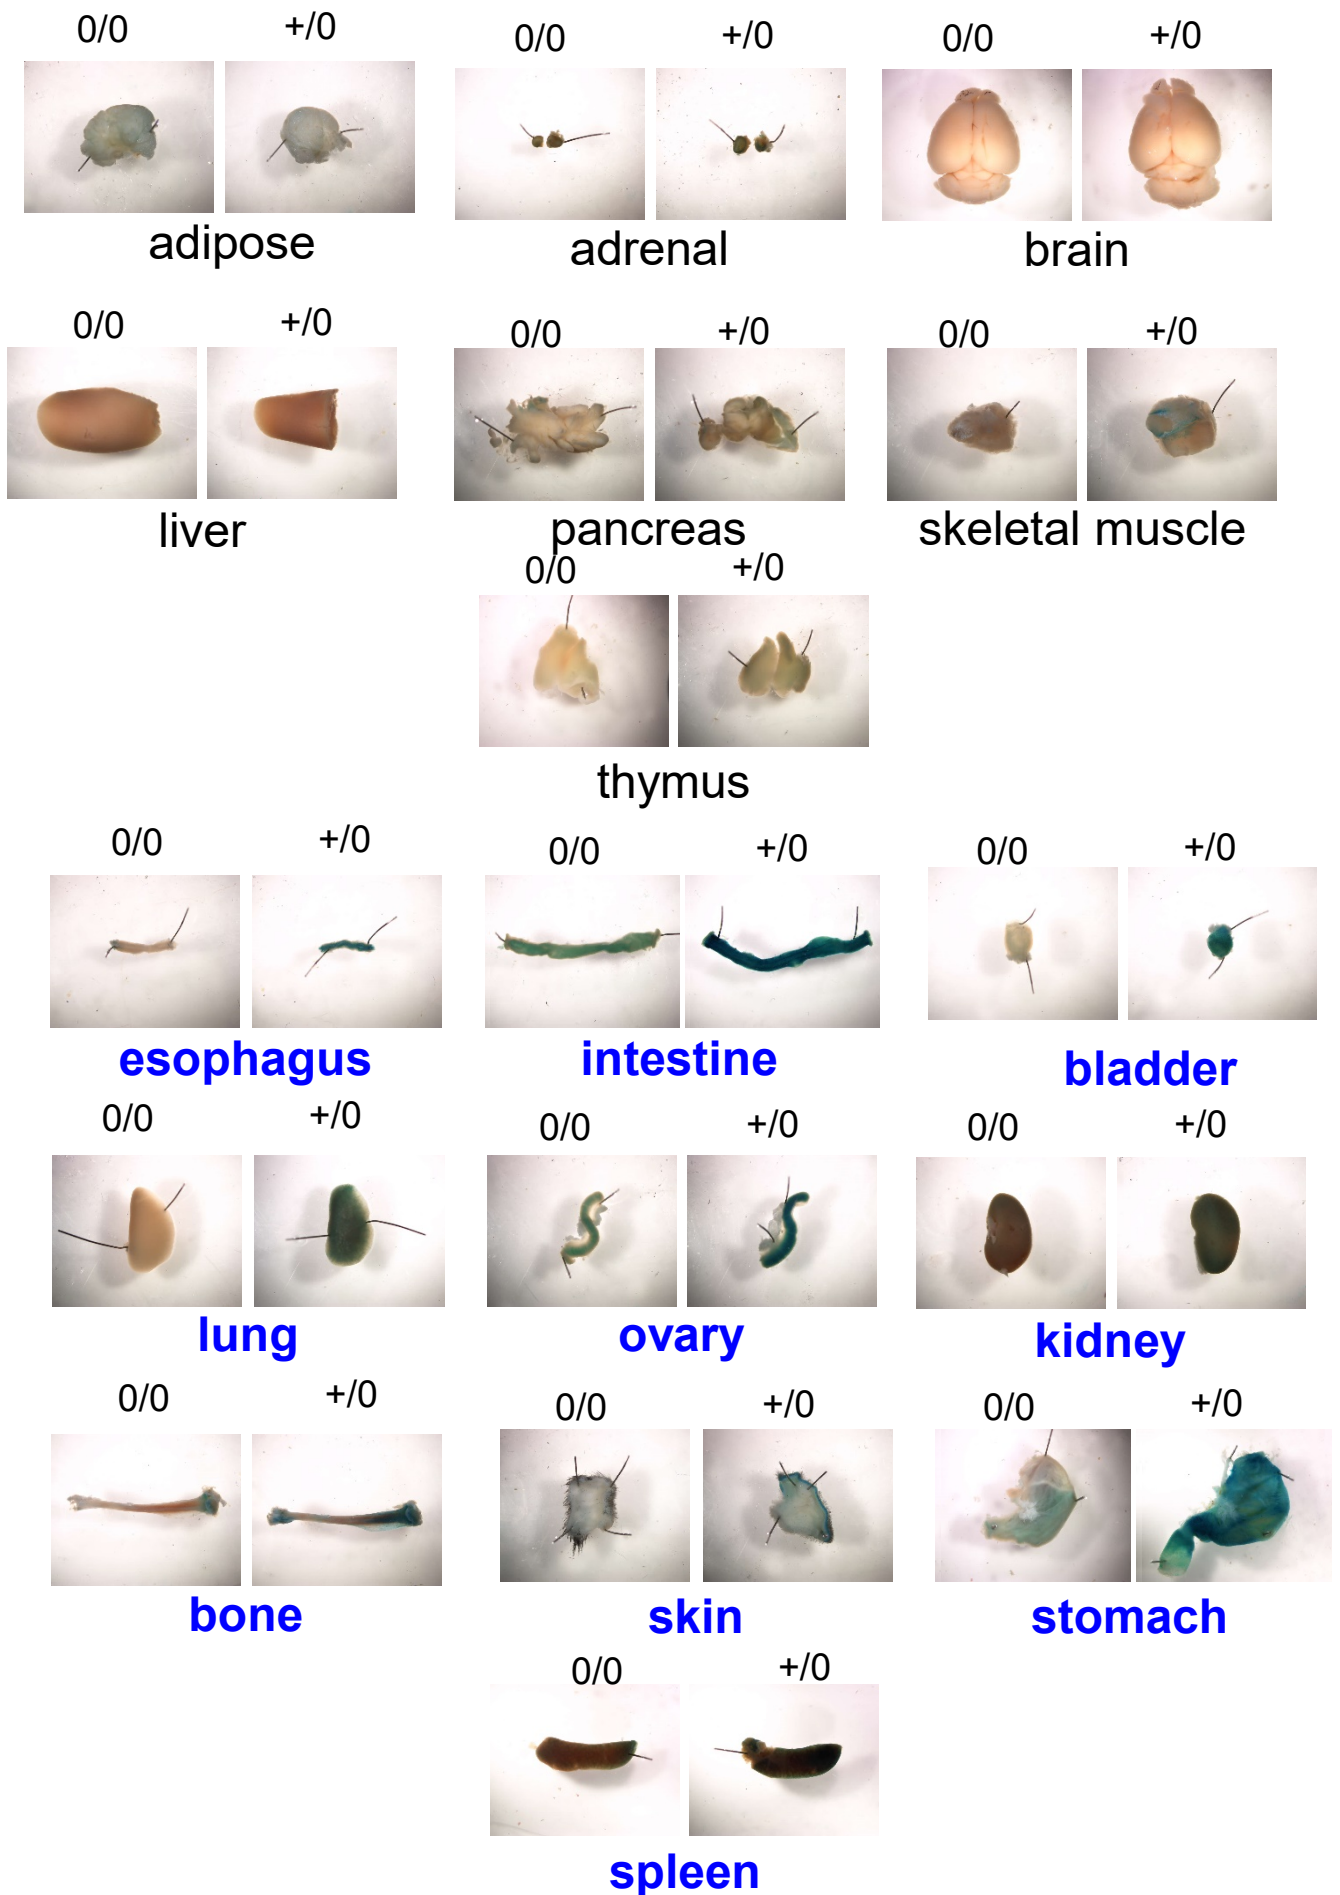 0/0 +/0 0/0 +/0 0/0 +/0
adipose adrenal brain
0/0 +/0 0/0 +/0 0/0 +/0
liver pancreas skeletal muscle
0/0 +/0
thymus
0/0 +/0 0/0 +/0 0/0 +/0
esophagus intestine bladder
0/0 +/0 0/0 +/0 0/0 +/0
lung ovary kidney
0/0 +/0 0/0 +/0 0/0 +/0
bone skin stomach
0/0 +/0
spleen